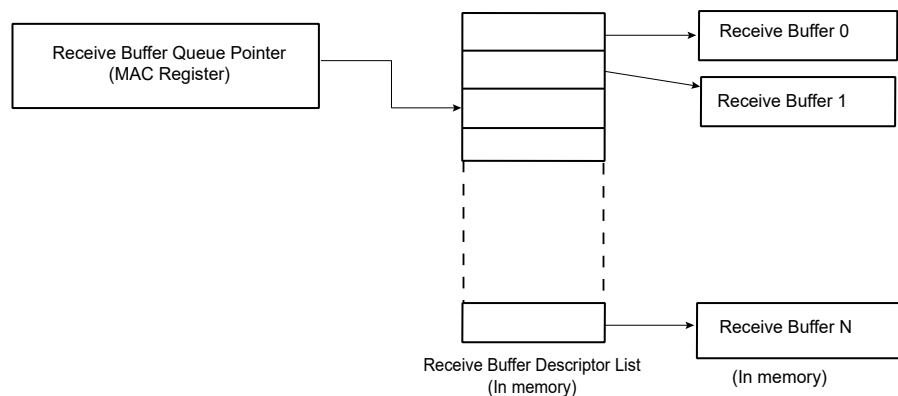 Receive Buffer Queue Pointer
(MAC Register)
Receive Buffer 0
Receive Buffer 1
Receive Buffer N
Receive Buffer Descriptor List
(In memory)
(In memory)